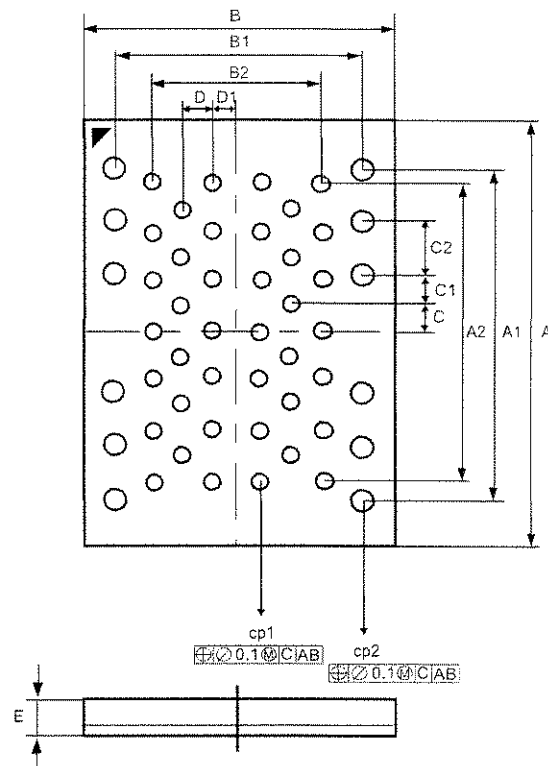 B
B1
B2
D D1
C2
C1
C
A2 A1 A
cp1
⌖⌀0.1Ⓜ C AB
cp2
⌖⌀0.1Ⓜ C AB
E